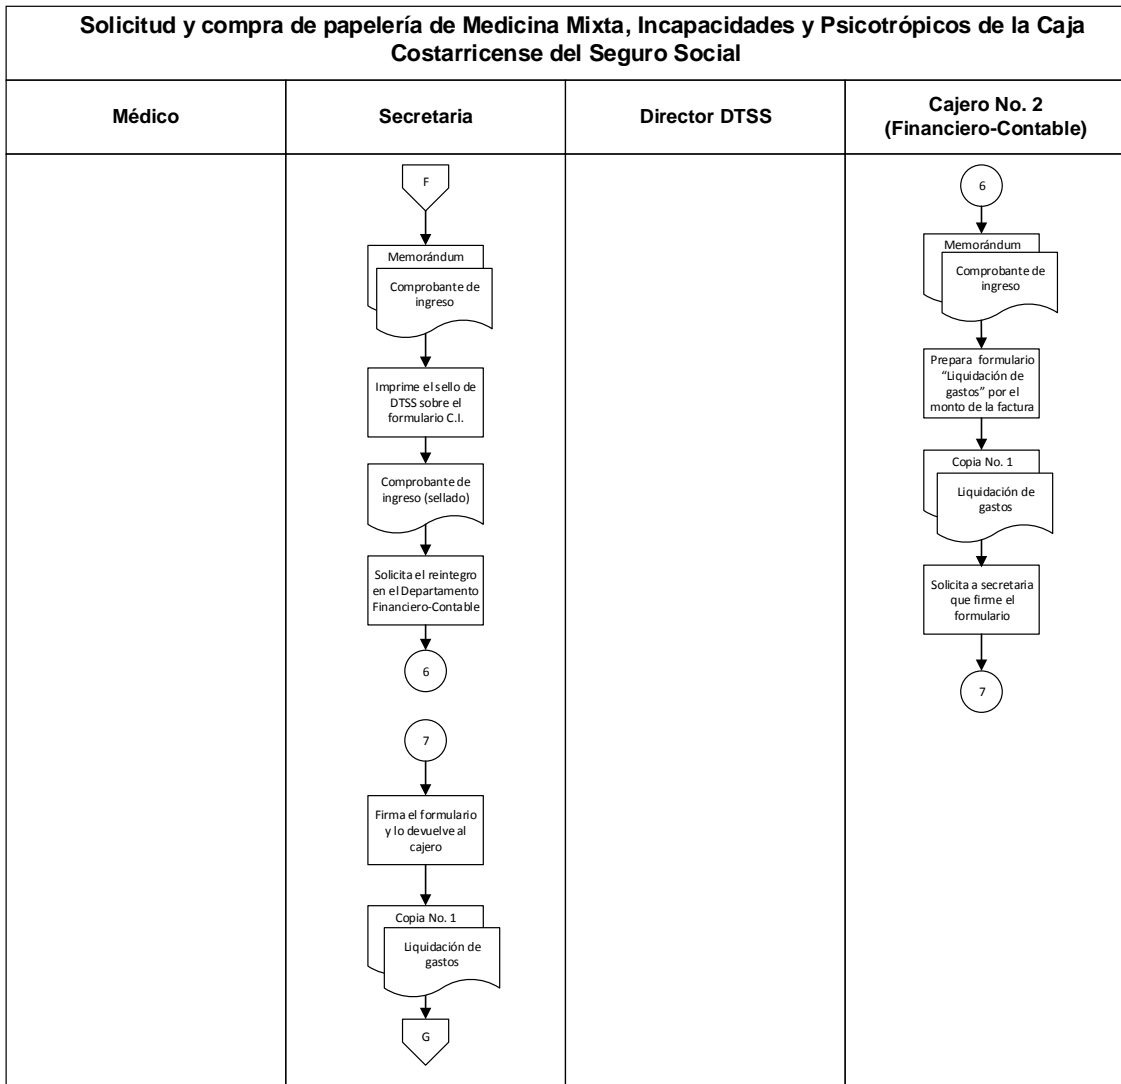 Solicitud y compra de papelería de Medicina Mixta, Incapacidades y Psicotrópicos de la Caja
Costarricense del Seguro Social
Médico
Secretaria
Director DTSS
Cajero No. 2
(Financiero-Contable)
F
Memorándum
Comprobante de
ingreso
Imprime el sello de
DTSS sobre el
formulario C.I.
Comprobante de
ingreso (sellado)
Solicita el reintegro
en el Departamento
Financiero-Contable
6
7
Firma el formulario
y lo devuelve al
cajero
Copia No. 1
Liquidación de
gastos
G
6
Memorándum
Comprobante de
ingreso
Prepara formulario
“Liquidación de
gastos” por el
monto de la factura
Copia No. 1
Liquidación de
gastos
Solicita a secretaria
que firme el
formulario
7